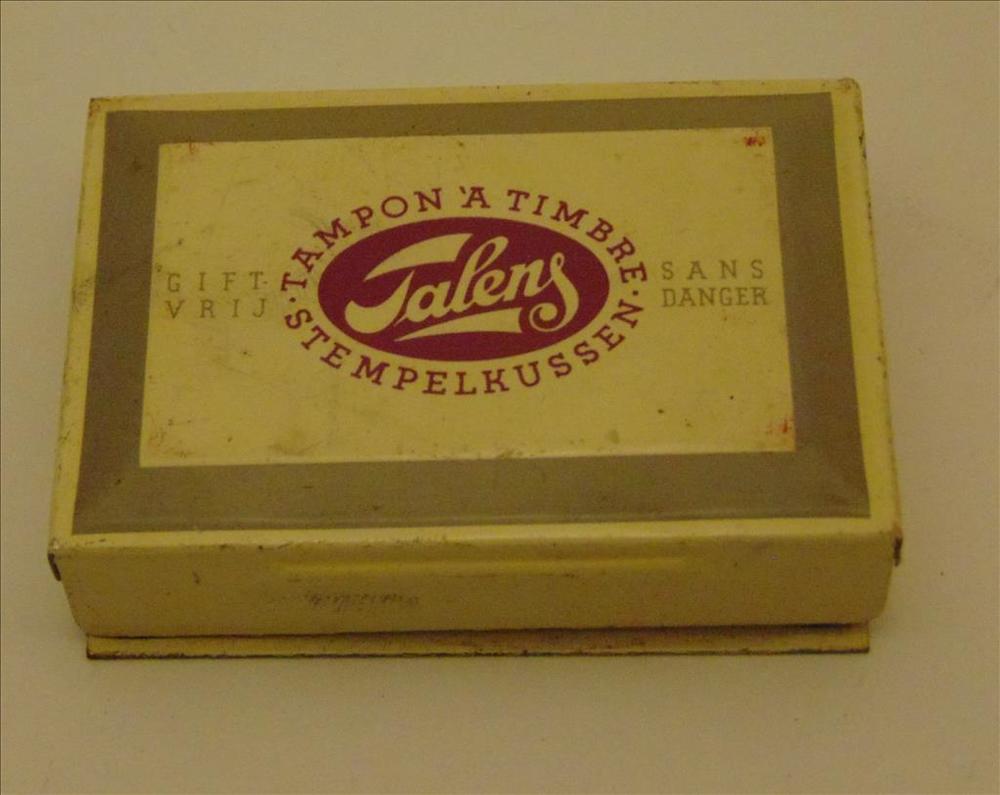 TAMPON 'A TIMBRE
GIFT-
VRIJ
Talens
SANS
DANGER
· STEMPELKUSSEN ·